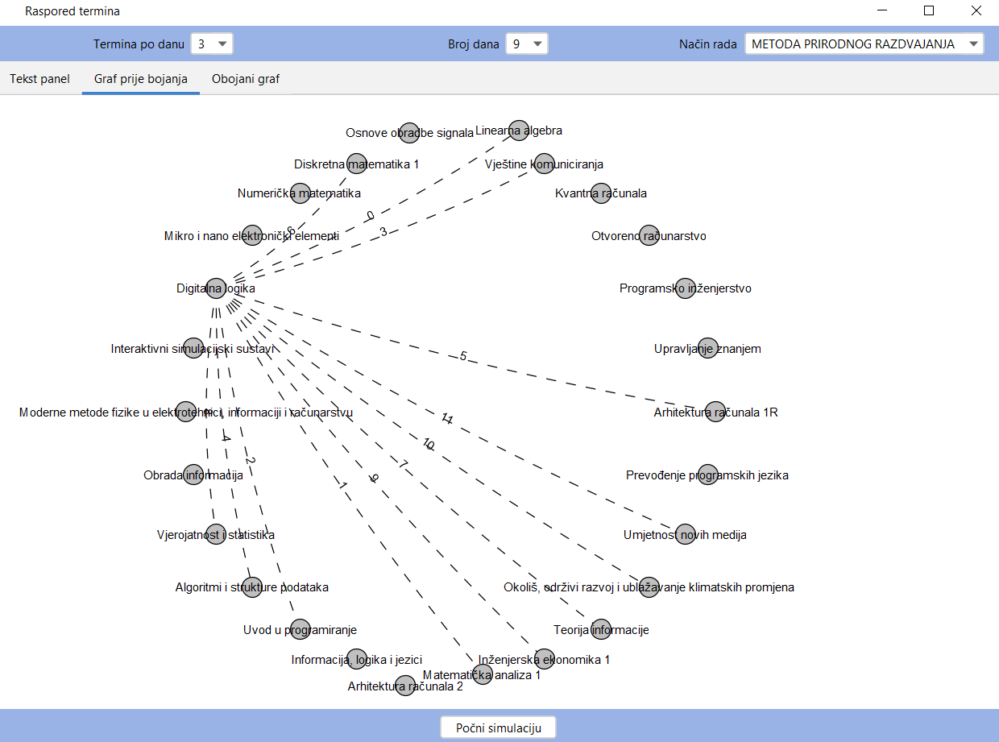 Raspored termina
Termina po danu 3
Broj dana 9
Način rada METODA PRIRODNOG RAZDVAJANJA
Tekst panel
Graf prije bojanja
Obojani graf
Osnove obradbe signala
Linearna algebra
Diskretna matematika 1
Vještine komuniciranja
Numerička matematika
Kvantna računala
0
6
3
Mikro i nano elektronički elementi
Otvoreno računarstvo
Digitalna logika
Programsko inženjerstvo
Interaktivni simulacijski sustavi
Upravljanje znanjem
5
Moderne metode fizike u elektrotehnici, informaciji i računarstvu
Arhitektura računala 1R
8
11
4
10
2
7
Obrada informacija
Prevođenje programskih jezika
9
1
Vjerojatnost i statistika
Umjetnost novih medija
Algoritmi i strukture podataka
Okoliš, održivi razvoj i ublažavanje klimatskih promjena
Uvod u programiranje
Teorija informacije
Informacija, logika i jezici
Inženjerska ekonomika 1
Matematička analiza 1
Arhitektura računala 2
Počni simulaciju